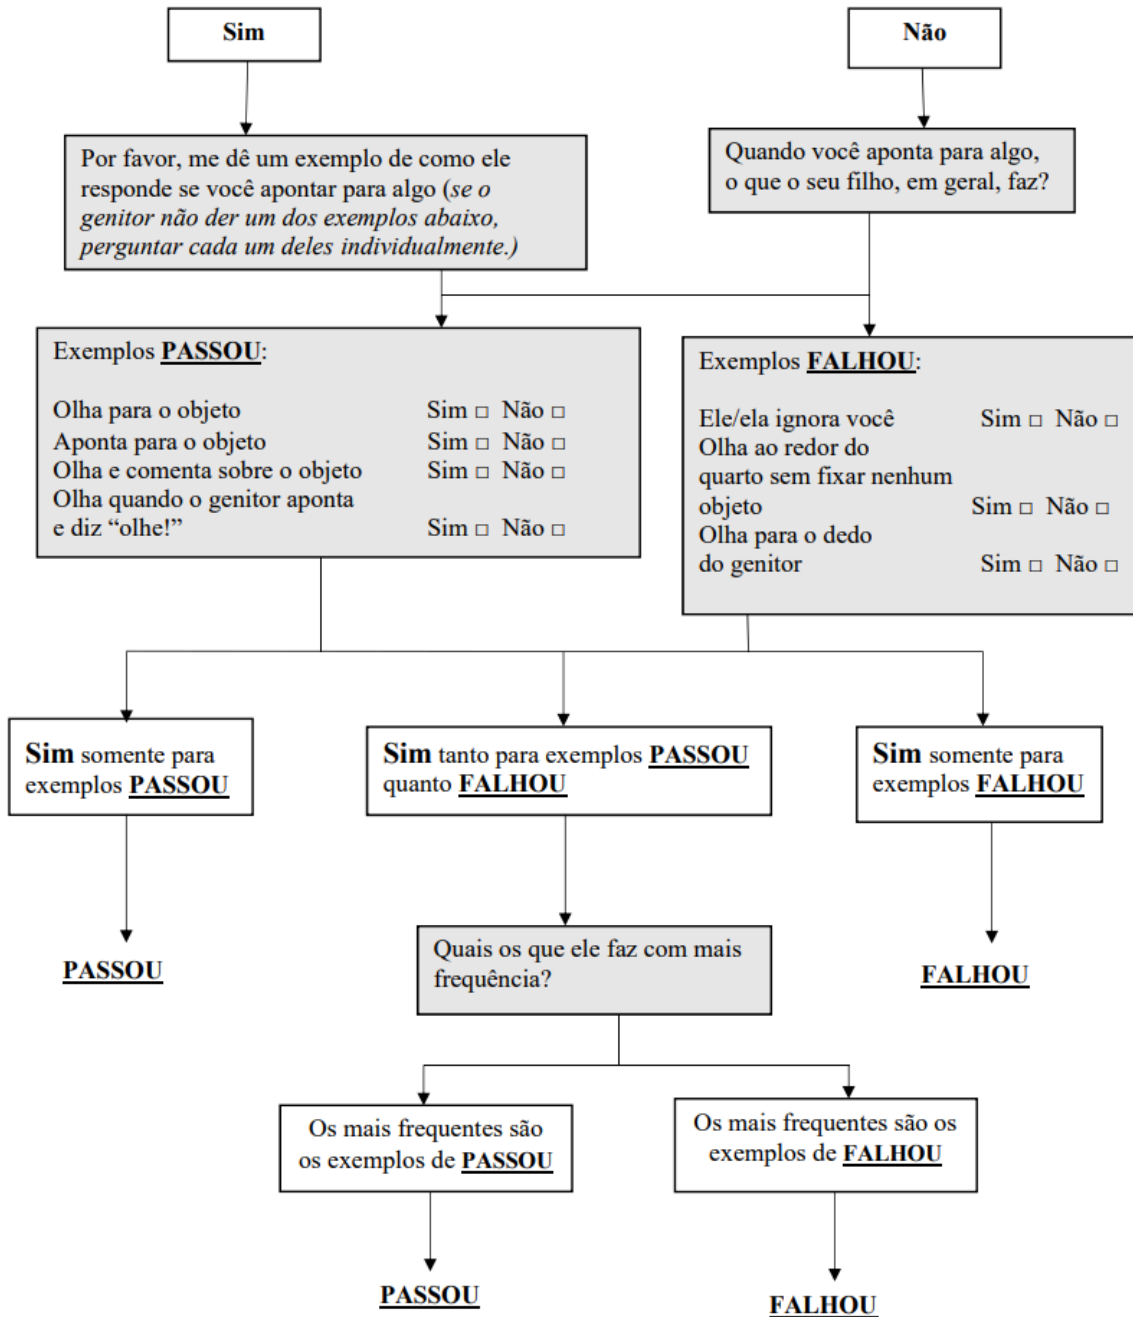 Sim
Não
Por favor, me dê um exemplo de como ele
responde se você apontar para algo (se o
genitor não der um dos exemplos abaixo,
perguntar cada um deles individualmente.)
Quando você aponta para algo,
o que o seu filho, em geral, faz?
Exemplos PASSOU:
Olha para o objeto Sim □ Não □
Aponta para o objeto Sim □ Não □
Olha e comenta sobre o objeto Sim □ Não □
Olha quando o genitor aponta
e diz “olhe!” Sim □ Não □
Exemplos FALHOU:
Ele/ela ignora você Sim □ Não □
Olha ao redor do
quarto sem fixar nenhum
objeto Sim □ Não □
Olha para o dedo
do genitor Sim □ Não □
Sim somente para
exemplos PASSOU
Sim tanto para exemplos PASSOU
quanto FALHOU
Sim somente para
exemplos FALHOU
PASSOU
Quais os que ele faz com mais
frequência?
FALHOU
Os mais frequentes são
os exemplos de PASSOU
Os mais frequentes são os
exemplos de FALHOU
PASSOU
FALHOU